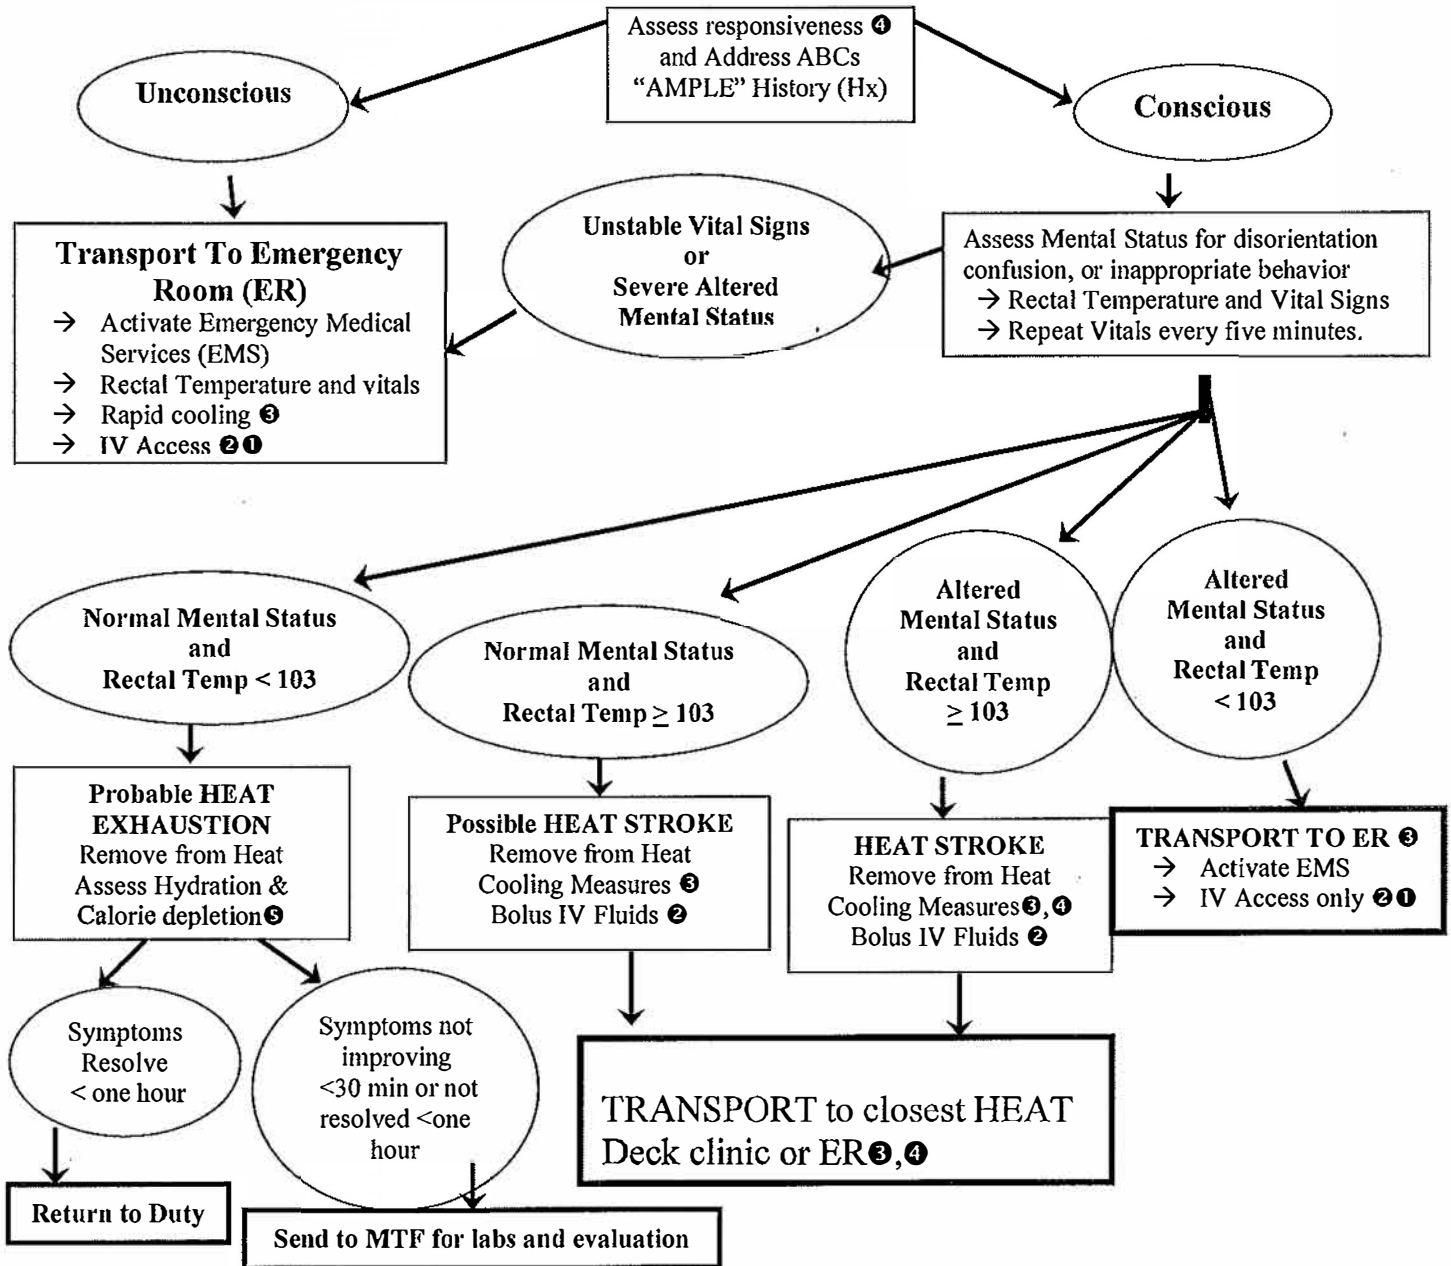 Assess responsiveness ❹
and Address ABCs
“AMPLE” History (Hx)
Unconscious
Conscious
Transport To Emergency
Room (ER)
→ Activate Emergency Medical
Services (EMS)
→ Rectal Temperature and vitals
→ Rapid cooling ❸
→ IV Access ❷❶
Unstable Vital Signs
or
Severe Altered
Mental Status
Assess Mental Status for disorientation
confusion, or inappropriate behavior
→ Rectal Temperature and Vital Signs
→ Repeat Vitals every five minutes.
Normal Mental Status
and
Rectal Temp < 103
Normal Mental Status
and
Rectal Temp ≥ 103
Altered
Mental Status
and
Rectal Temp
≥ 103
Altered
Mental Status
and
Rectal Temp
< 103
Probable HEAT
EXHAUSTION
Remove from Heat
Assess Hydration &
Calorie depletion❺
Possible HEAT STROKE
Remove from Heat
Cooling Measures ❸
Bolus IV Fluids ❷
HEAT STROKE
Remove from Heat
Cooling Measures❸,❹
Bolus IV Fluids ❷
TRANSPORT TO ER ❸
→ Activate EMS
→ IV Access only ❷❶
Symptoms
Resolve
< one hour
Symptoms not
improving
<30 min or not
resolved <one
hour
TRANSPORT to closest HEAT
Deck clinic or ER❸,❹
Return to Duty
Send to MTF for labs and evaluation